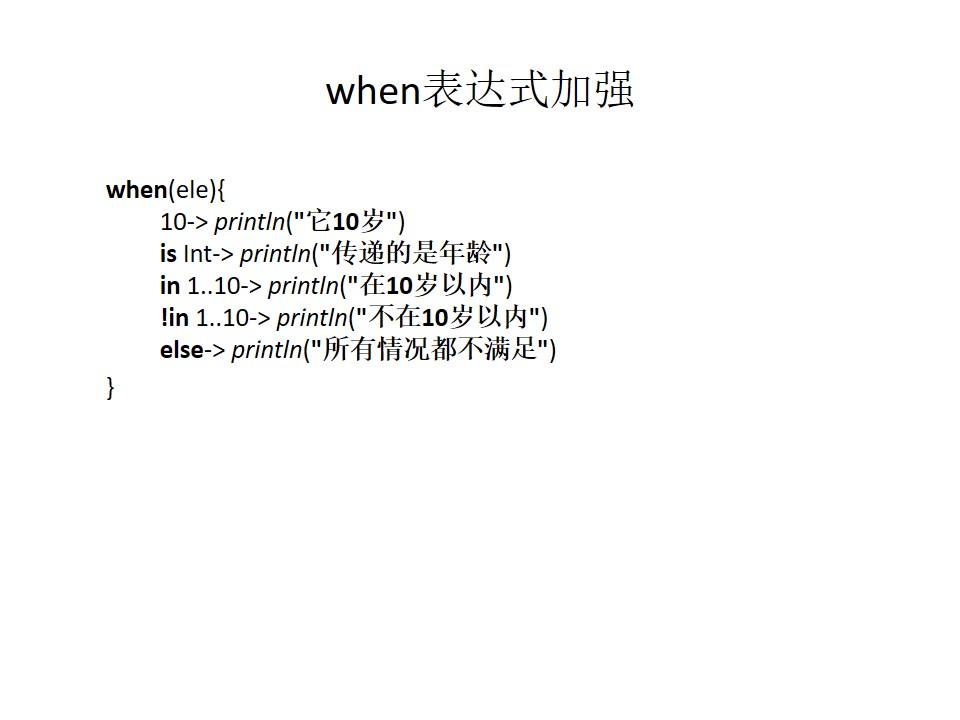 when表达式加强
when(ele){
10-> println("它10岁")
is Int-> println("传递的是年龄")
in 1..10-> println("在10岁以内")
!in 1..10-> println("不在10岁以内")
else-> println("所有情况都不满足")
}